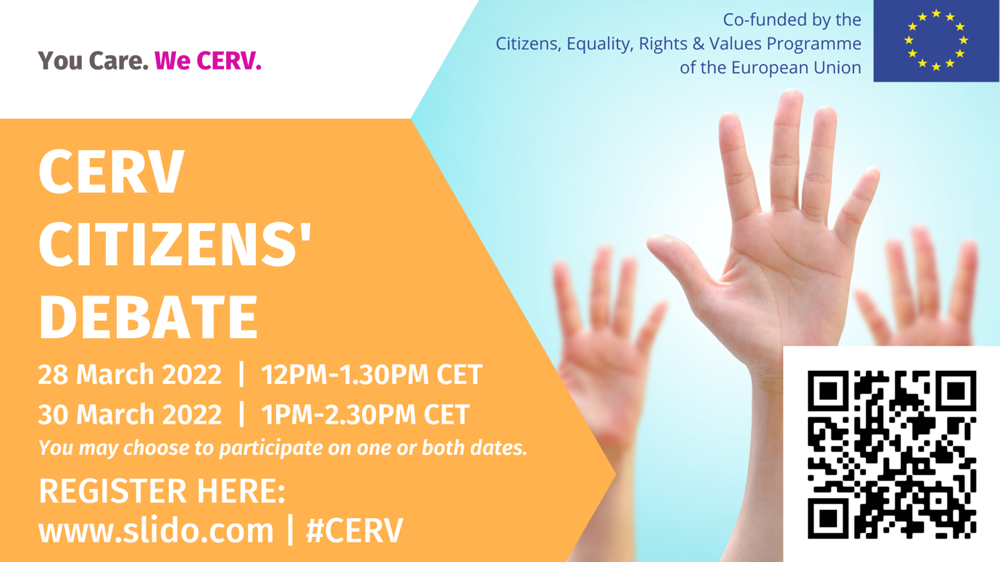 You Care. We CERV.
Co-funded by the
Citizens, Equality, Rights & Values Programme
of the European Union
CERV
CITIZENS'
DEBATE
28 March 2022 | 12PM-1.30PM CET
30 March 2022 | 1PM-2.30PM CET
You may choose to participate on one or both dates.
REGISTER HERE:
www.slido.com | #CERV